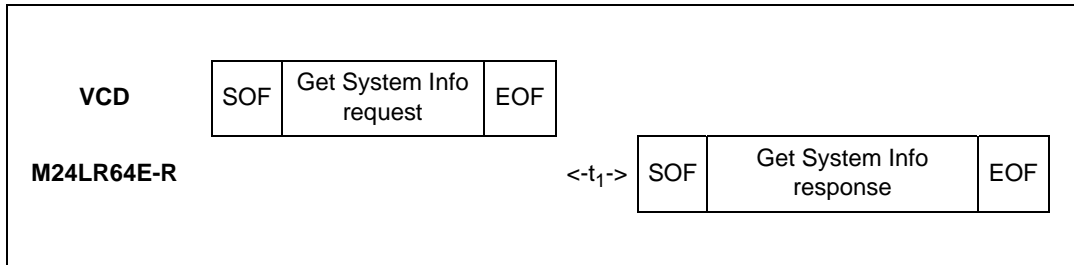 VCD SOF Get System Info request EOF
M24LR64E-R <-t1-> SOF Get System Info response EOF